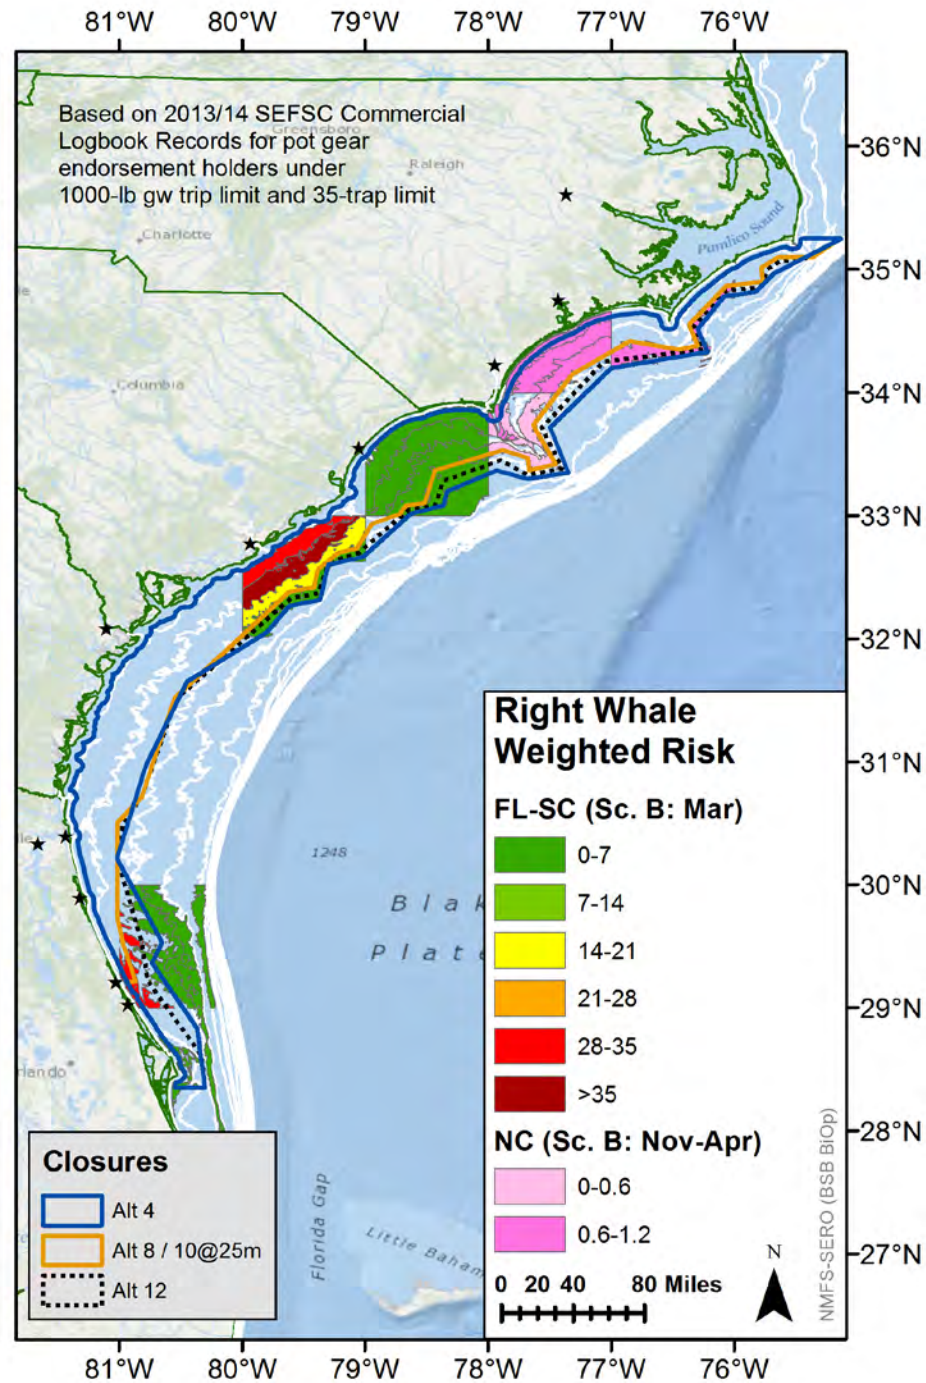 81°W 80°W 79°W 78°W 77°W 76°W
Based on 2013/14 SEFSC Commercial
Logbook Records for pot gear
endorsement holders under
1000-lb gw trip limit and 35-trap limit
Greensboro
Raleigh
Charlotte
Columbia
Pamlico Sound
36°N
35°N
34°N
33°N
32°N
31°N
30°N
29°N
28°N
27°N
1248
Blak
Plate
rlando
Florida Gap
Little Baham
Right Whale
Weighted Risk
FL-SC (Sc. B: Mar)
0-7
7-14
14-21
21-28
28-35
>35
NC (Sc. B: Nov-Apr)
0-0.6
0.6-1.2
0 20 40 80 Miles
N
NMFS-SERO (BSB BiOp)
Closures
Alt 4
Alt 8 / 10@25m
Alt 12
81°W 80°W 79°W 78°W 77°W 76°W